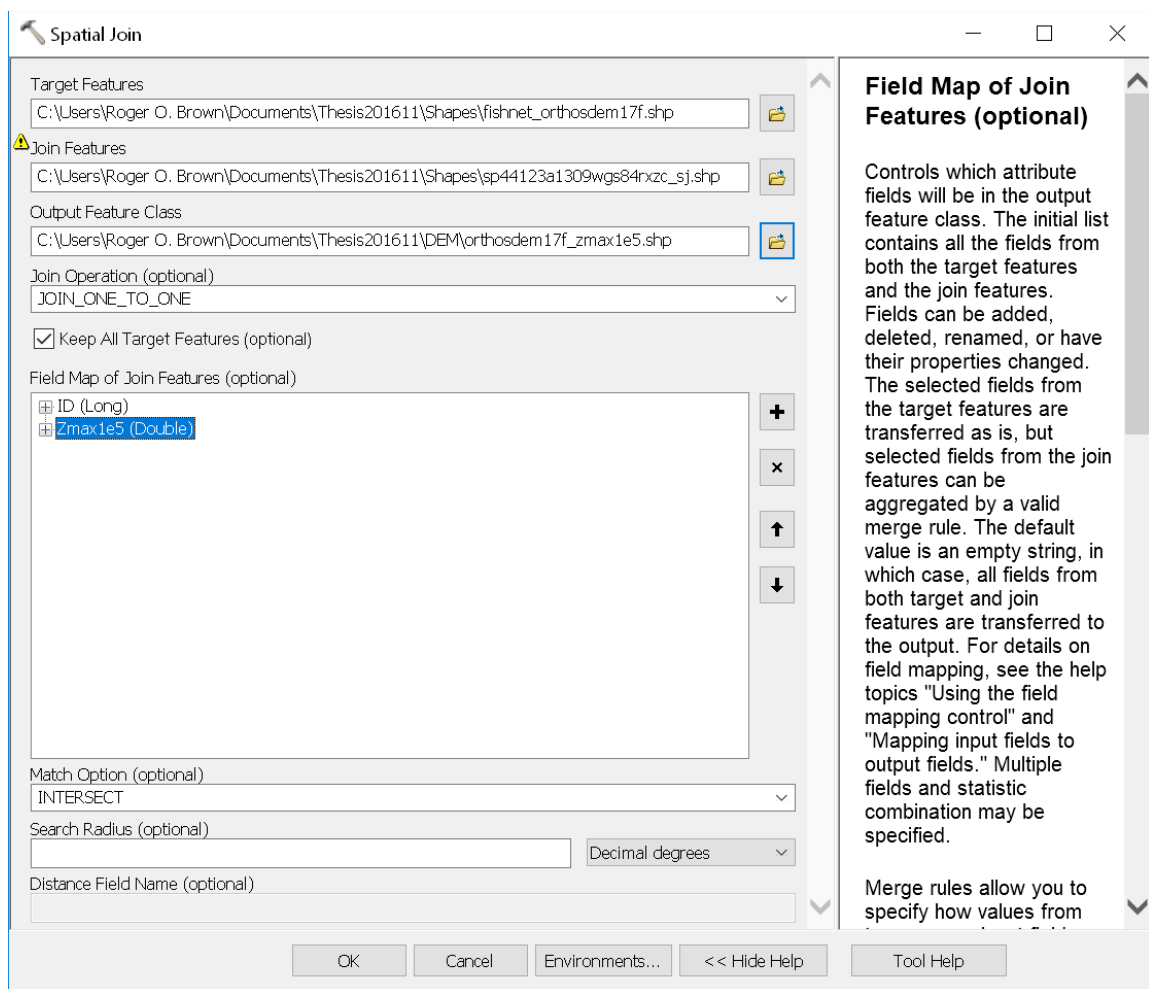 Spatial Join
Target Features
C:\Users\Roger O. Brown\Documents\Thesis201611\Shapes\fishnet_orthosdem17f.shp
Join Features
C:\Users\Roger O. Brown\Documents\Thesis201611\Shapes\sp44123a1309wgs84rxzc_sj.shp
Output Feature Class
C:\Users\Roger O. Brown\Documents\Thesis201611\DEM\orthosdem17f_zmax1e5.shp
Join Operation (optional)
JOIN_ONE_TO_ONE
Keep All Target Features (optional)
Field Map of Join Features (optional)
ID (Long)
Zmax1e5 (Double)
Match Option (optional)
INTERSECT
Search Radius (optional)
Decimal degrees
Distance Field Name (optional)
OK
Cancel
Environments...
<< Hide Help
Tool Help
Field Map of Join
Features (optional)
Controls which attribute
fields will be in the output
feature class. The initial list
contains all the fields from
both the target features
and the join features.
Fields can be added,
deleted, renamed, or have
their properties changed.
The selected fields from
the target features are
transferred as is, but
selected fields from the join
features can be
aggregated by a valid
merge rule. The default
value is an empty string, in
which case, all fields from
both target and join
features are transferred to
the output. For details on
field mapping, see the help
topics "Using the field
mapping control" and
"Mapping input fields to
output fields." Multiple
fields and statistic
combination may be
specified.
Merge rules allow you to
specify how values from